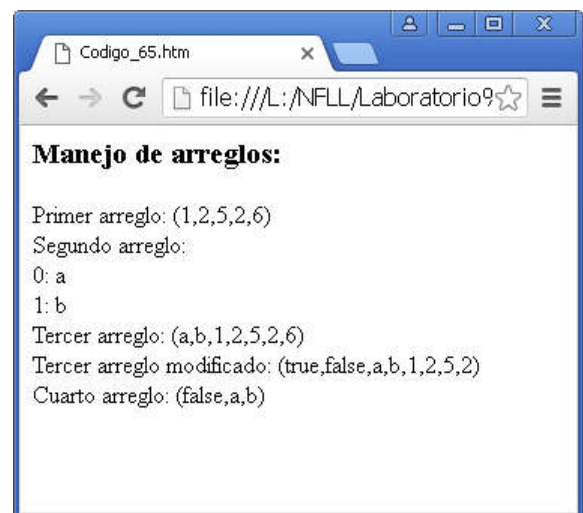 Codigo_65.htm
file:///L:/NFLL/Laboratorio9
Manejo de arreglos:
Primer arreglo: (1,2,5,2,6)
Segundo arreglo:
0: a
1: b
Tercer arreglo: (a,b,1,2,5,2,6)
Tercer arreglo modificado: (true,false,a,b,1,2,5,2)
Cuarto arreglo: (false,a,b)